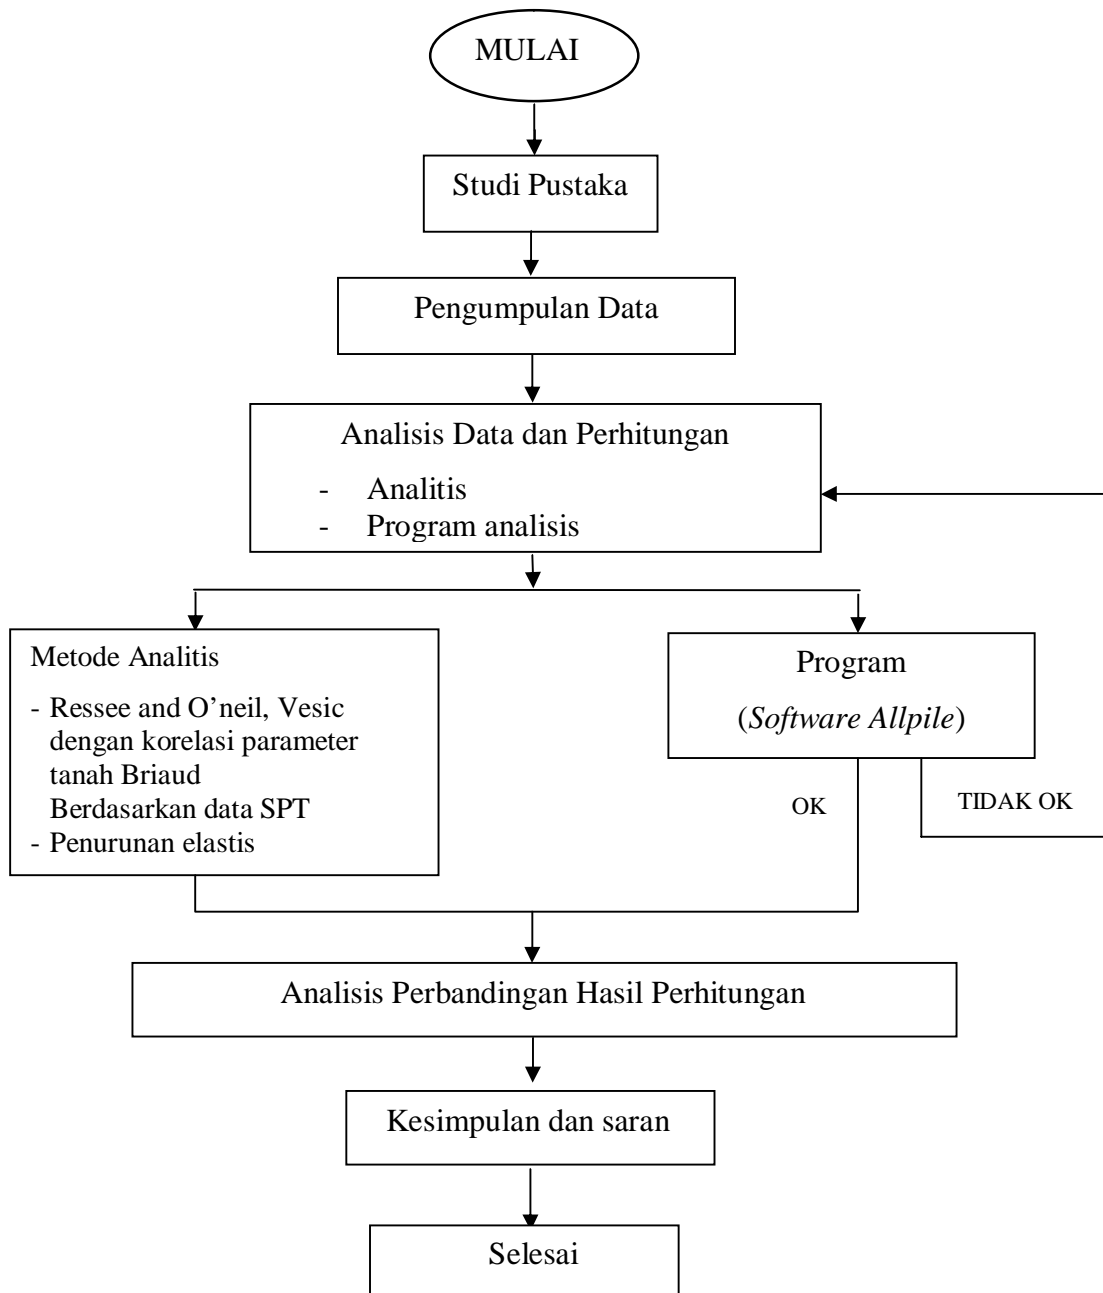 MULAI
Studi Pustaka
Pengumpulan Data
Analisis Data dan Perhitungan
- Analitis
- Program analisis
Metode Analitis
- Ressee and O’neil, Vesic
dengan korelasi parameter
tanah Briaud
Berdasarkan data SPT
- Penurunan elastis
Program
(Software Allpile)
OK
TIDAK OK
Analisis Perbandingan Hasil Perhitungan
Kesimpulan dan saran
Selesai